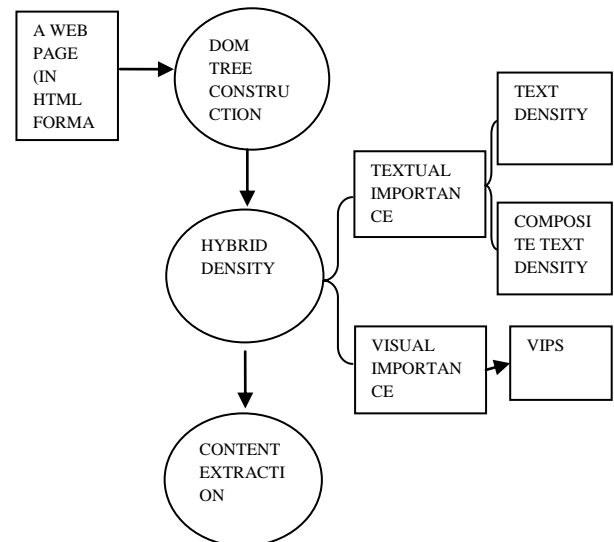 A WEB
PAGE
(IN
HTML
FORMA
DOM
TREE
CONSTRU
CTION
TEXT
DENSITY
TEXTUAL
IMPORTAN
CE
COMPOSI
TE TEXT
DENSITY
HYBRID
DENSITY
VISUAL
IMPORTAN
CE
VIPS
CONTENT
EXTRACTI
ON